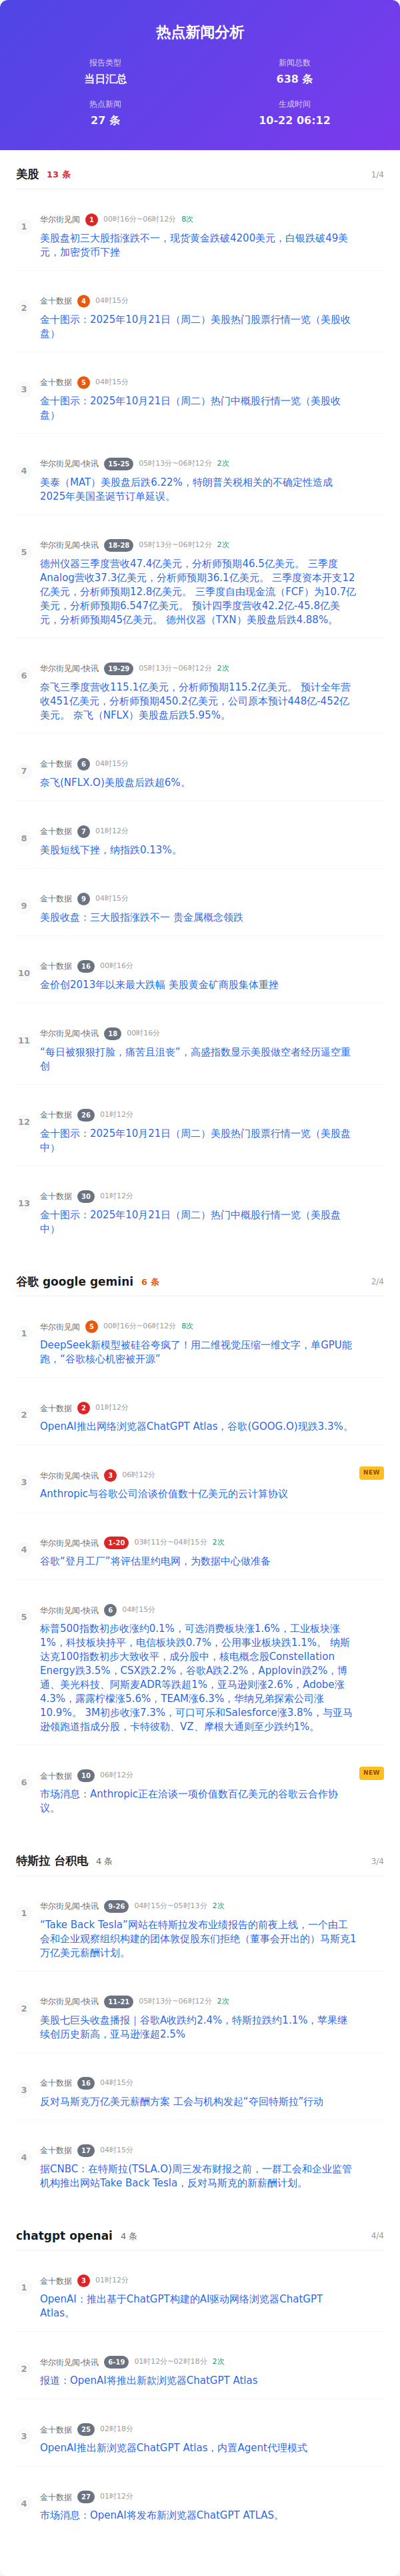 热点新闻分析
报告类型
当日汇总
新闻总数
638 条
热点新闻
27 条
生成时间
10-22 06:12
美股 13 条 1/4
1
华尔街见闻 1 00时16分~06时12分 8次
美股盘初三大股指涨跌不一，现货黄金跌破4200美元，白银跌破49美
元，加密货币下挫
2
金十数据 4 04时15分
金十图示：2025年10月21日（周二）美股热门股票行情一览（美股收
盘）
3
金十数据 5 04时15分
金十图示：2025年10月21日（周二）热门中概股行情一览（美股收
盘）
4
华尔街见闻-快讯 15-25 05时13分~06时12分 2次
美泰（MAT）美股盘后跌6.22%，特朗普关税相关的不确定性造成
2025年美国圣诞节订单延误。
5
华尔街见闻-快讯 18-28 05时13分~06时12分 2次
德州仪器三季度营收47.4亿美元，分析师预期46.5亿美元。 三季度
Analog营收37.3亿美元，分析师预期36.1亿美元。 三季度资本开支12
亿美元，分析师预期12.8亿美元。 三季度自由现金流（FCF）为10.7亿
美元，分析师预期6.547亿美元。 预计四季度营收42.2亿-45.8亿美
元，分析师预期45亿美元。 德州仪器（TXN）美股盘后跌4.88%。
6
华尔街见闻-快讯 19-29 05时13分~06时12分 2次
奈飞三季度营收115.1亿美元，分析师预期115.2亿美元。 预计全年营
收451亿美元，分析师预期450.2亿美元，公司原本预计448亿-452亿
美元。 奈飞（NFLX）美股盘后跌5.95%。
7
金十数据 6 04时15分
奈飞(NFLX.O)美股盘后跌超6%。
8
金十数据 7 01时12分
美股短线下挫，纳指跌0.13%。
9
金十数据 9 04时15分
美股收盘：三大股指涨跌不一 贵金属概念领跌
10
金十数据 16 00时16分
金价创2013年以来最大跌幅 美股黄金矿商股集体重挫
11
华尔街见闻-快讯 18 00时16分
“每日被狠狠打脸，痛苦且沮丧”，高盛指数显示美股做空者经历逼空重
创
12
金十数据 26 01时12分
金十图示：2025年10月21日（周二）美股热门股票行情一览（美股盘
中）
13
金十数据 30 01时12分
金十图示：2025年10月21日（周二）热门中概股行情一览（美股盘
中）
谷歌 google gemini 6 条 2/4
1
华尔街见闻 5 00时16分~06时12分 8次
DeepSeek新模型被硅谷夸疯了！用二维视觉压缩一维文字，单GPU能
跑，“谷歌核心机密被开源”
2
金十数据 2 01时12分
OpenAI推出网络浏览器ChatGPT Atlas，谷歌(GOOG.O)现跌3.3%。
3
华尔街见闻-快讯 3 06时12分 NEW
Anthropic与谷歌公司洽谈价值数十亿美元的云计算协议
4
华尔街见闻-快讯 1-20 03时11分~04时15分 2次
谷歌“登月工厂”将评估里约电网，为数据中心做准备
5
华尔街见闻-快讯 6 04时15分
标普500指数初步收涨约0.1%，可选消费板块涨1.6%，工业板块涨
1%，科技板块持平，电信板块跌0.7%，公用事业板块跌1.1%。 纳斯
达克100指数初步大致收平，成分股中，核电概念股Constellation
Energy跌3.5%，CSX跌2.2%，谷歌A跌2.2%，Applovin跌2%，博
通、美光科技、阿斯麦ADR等跌超1%，亚马逊则涨2.6%，Adobe涨
4.3%，露露柠檬涨5.6%，TEAM涨6.3%，华纳兄弟探索公司涨
10.9%。 3M初步收涨7.3%，可口可乐和Salesforce涨3.8%，与亚马
逊领跑道指成分股，卡特彼勒、VZ、摩根大通则至少跌约1%。
6
金十数据 10 06时12分 NEW
市场消息：Anthropic正在洽谈一项价值数百亿美元的谷歌云合作协
议。
特斯拉 台积电 4 条 3/4
1
华尔街见闻-快讯 9-26 04时15分~05时13分 2次
“Take Back Tesla”网站在特斯拉发布业绩报告的前夜上线，一个由工
会和企业观察组织构建的团体敦促股东们拒绝（董事会开出的）马斯克1
万亿美元薪酬计划。
2
华尔街见闻-快讯 11-21 05时13分~06时12分 2次
美股七巨头收盘播报｜谷歌A收跌约2.4%，特斯拉跌约1.1%，苹果继
续创历史新高，亚马逊涨超2.5%
3
金十数据 16 04时15分
反对马斯克万亿美元薪酬方案 工会与机构发起“夺回特斯拉”行动
4
金十数据 17 04时15分
据CNBC：在特斯拉(TSLA.O)周三发布财报之前，一群工会和企业监管
机构推出网站Take Back Tesla，反对马斯克的新薪酬计划。
chatgpt openai 4 条 4/4
1
金十数据 3 01时12分
OpenAI：推出基于ChatGPT构建的AI驱动网络浏览器ChatGPT
Atlas。
2
华尔街见闻-快讯 6-19 01时12分~02时18分 2次
报道：OpenAI将推出新款浏览器ChatGPT Atlas
3
金十数据 25 02时18分
OpenAI推出新浏览器ChatGPT Atlas，内置Agent代理模式
4
金十数据 27 01时12分
市场消息：OpenAI将发布新浏览器ChatGPT ATLAS。